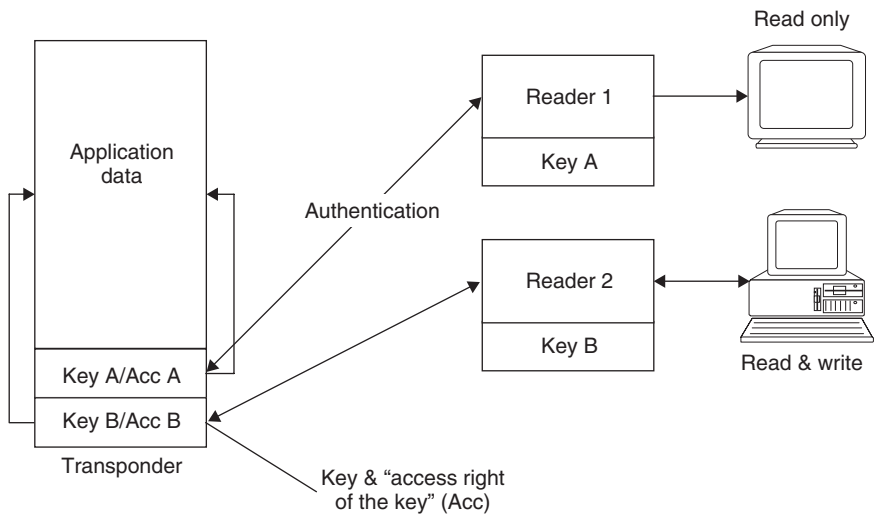 Read only
Reader 1
Key A
Application
data
Authentication
Reader 2
Key B
Read & write
Key A/Acc A
Key B/Acc B
Transponder
Key & “access right
of the key” (Acc)